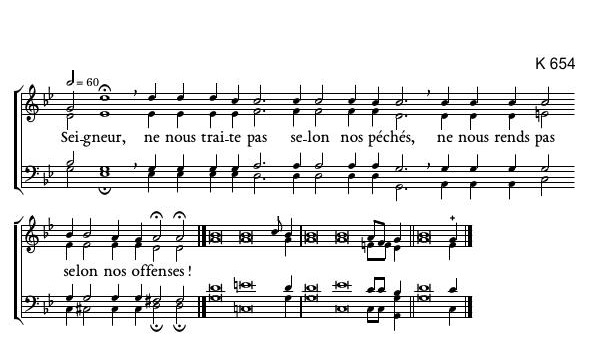 K 654
= 60
Sei-gneur, ne nous trai-te pas se-lon nos péchés, ne nous rends pas
selon nos offenses !